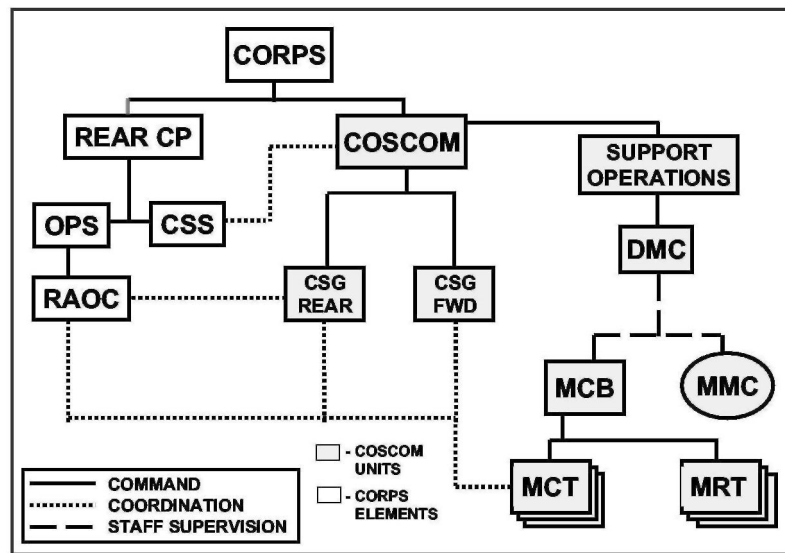 CORPS
REAR CP
COSCOM
SUPPORT
OPERATIONS
OPS
CSS
DMC
RAOC
CSG
REAR
CSG
FWD
MCB
MMC
MCT
MRT
COMMAND
COORDINATION
STAFF SUPERVISION
- COSCOM
UNITS
- CORPS
ELEMENTS